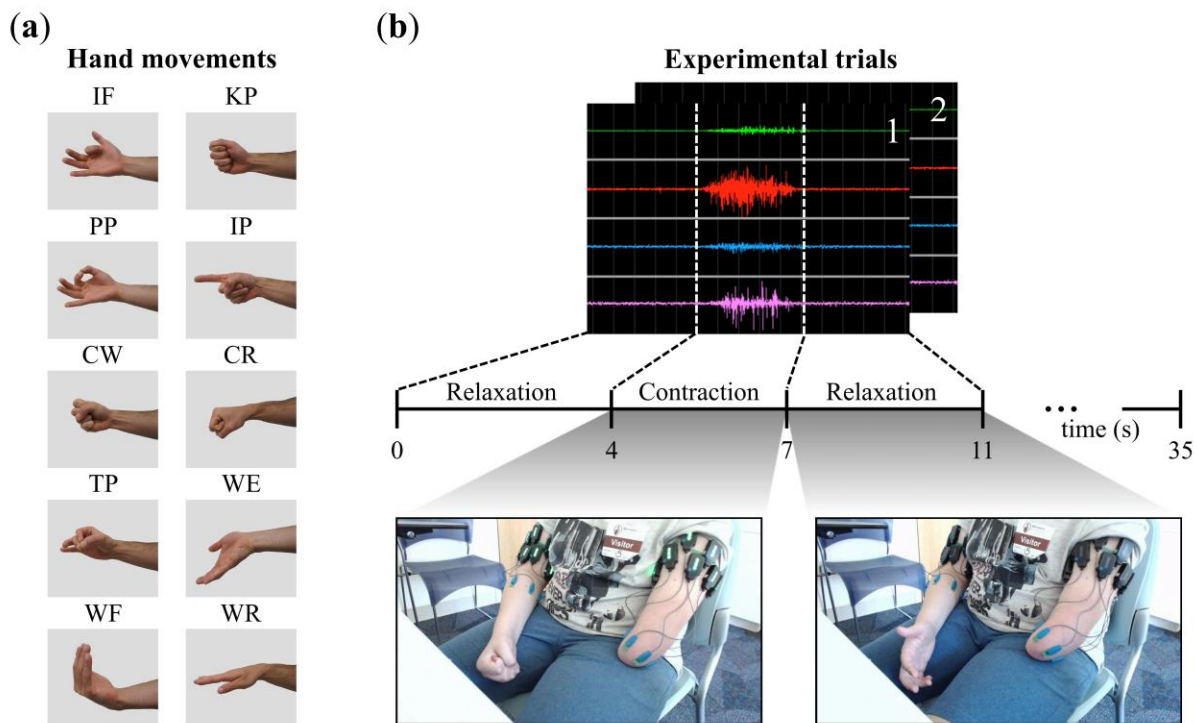 (a)
Hand movements
IF KP
PP IP
CW CR
TP WE
WF WR
(b)
Experimental trials
1 2
Relaxation Contraction Relaxation
... time (s)
0 4 7 11 35
Visitor
Visitor